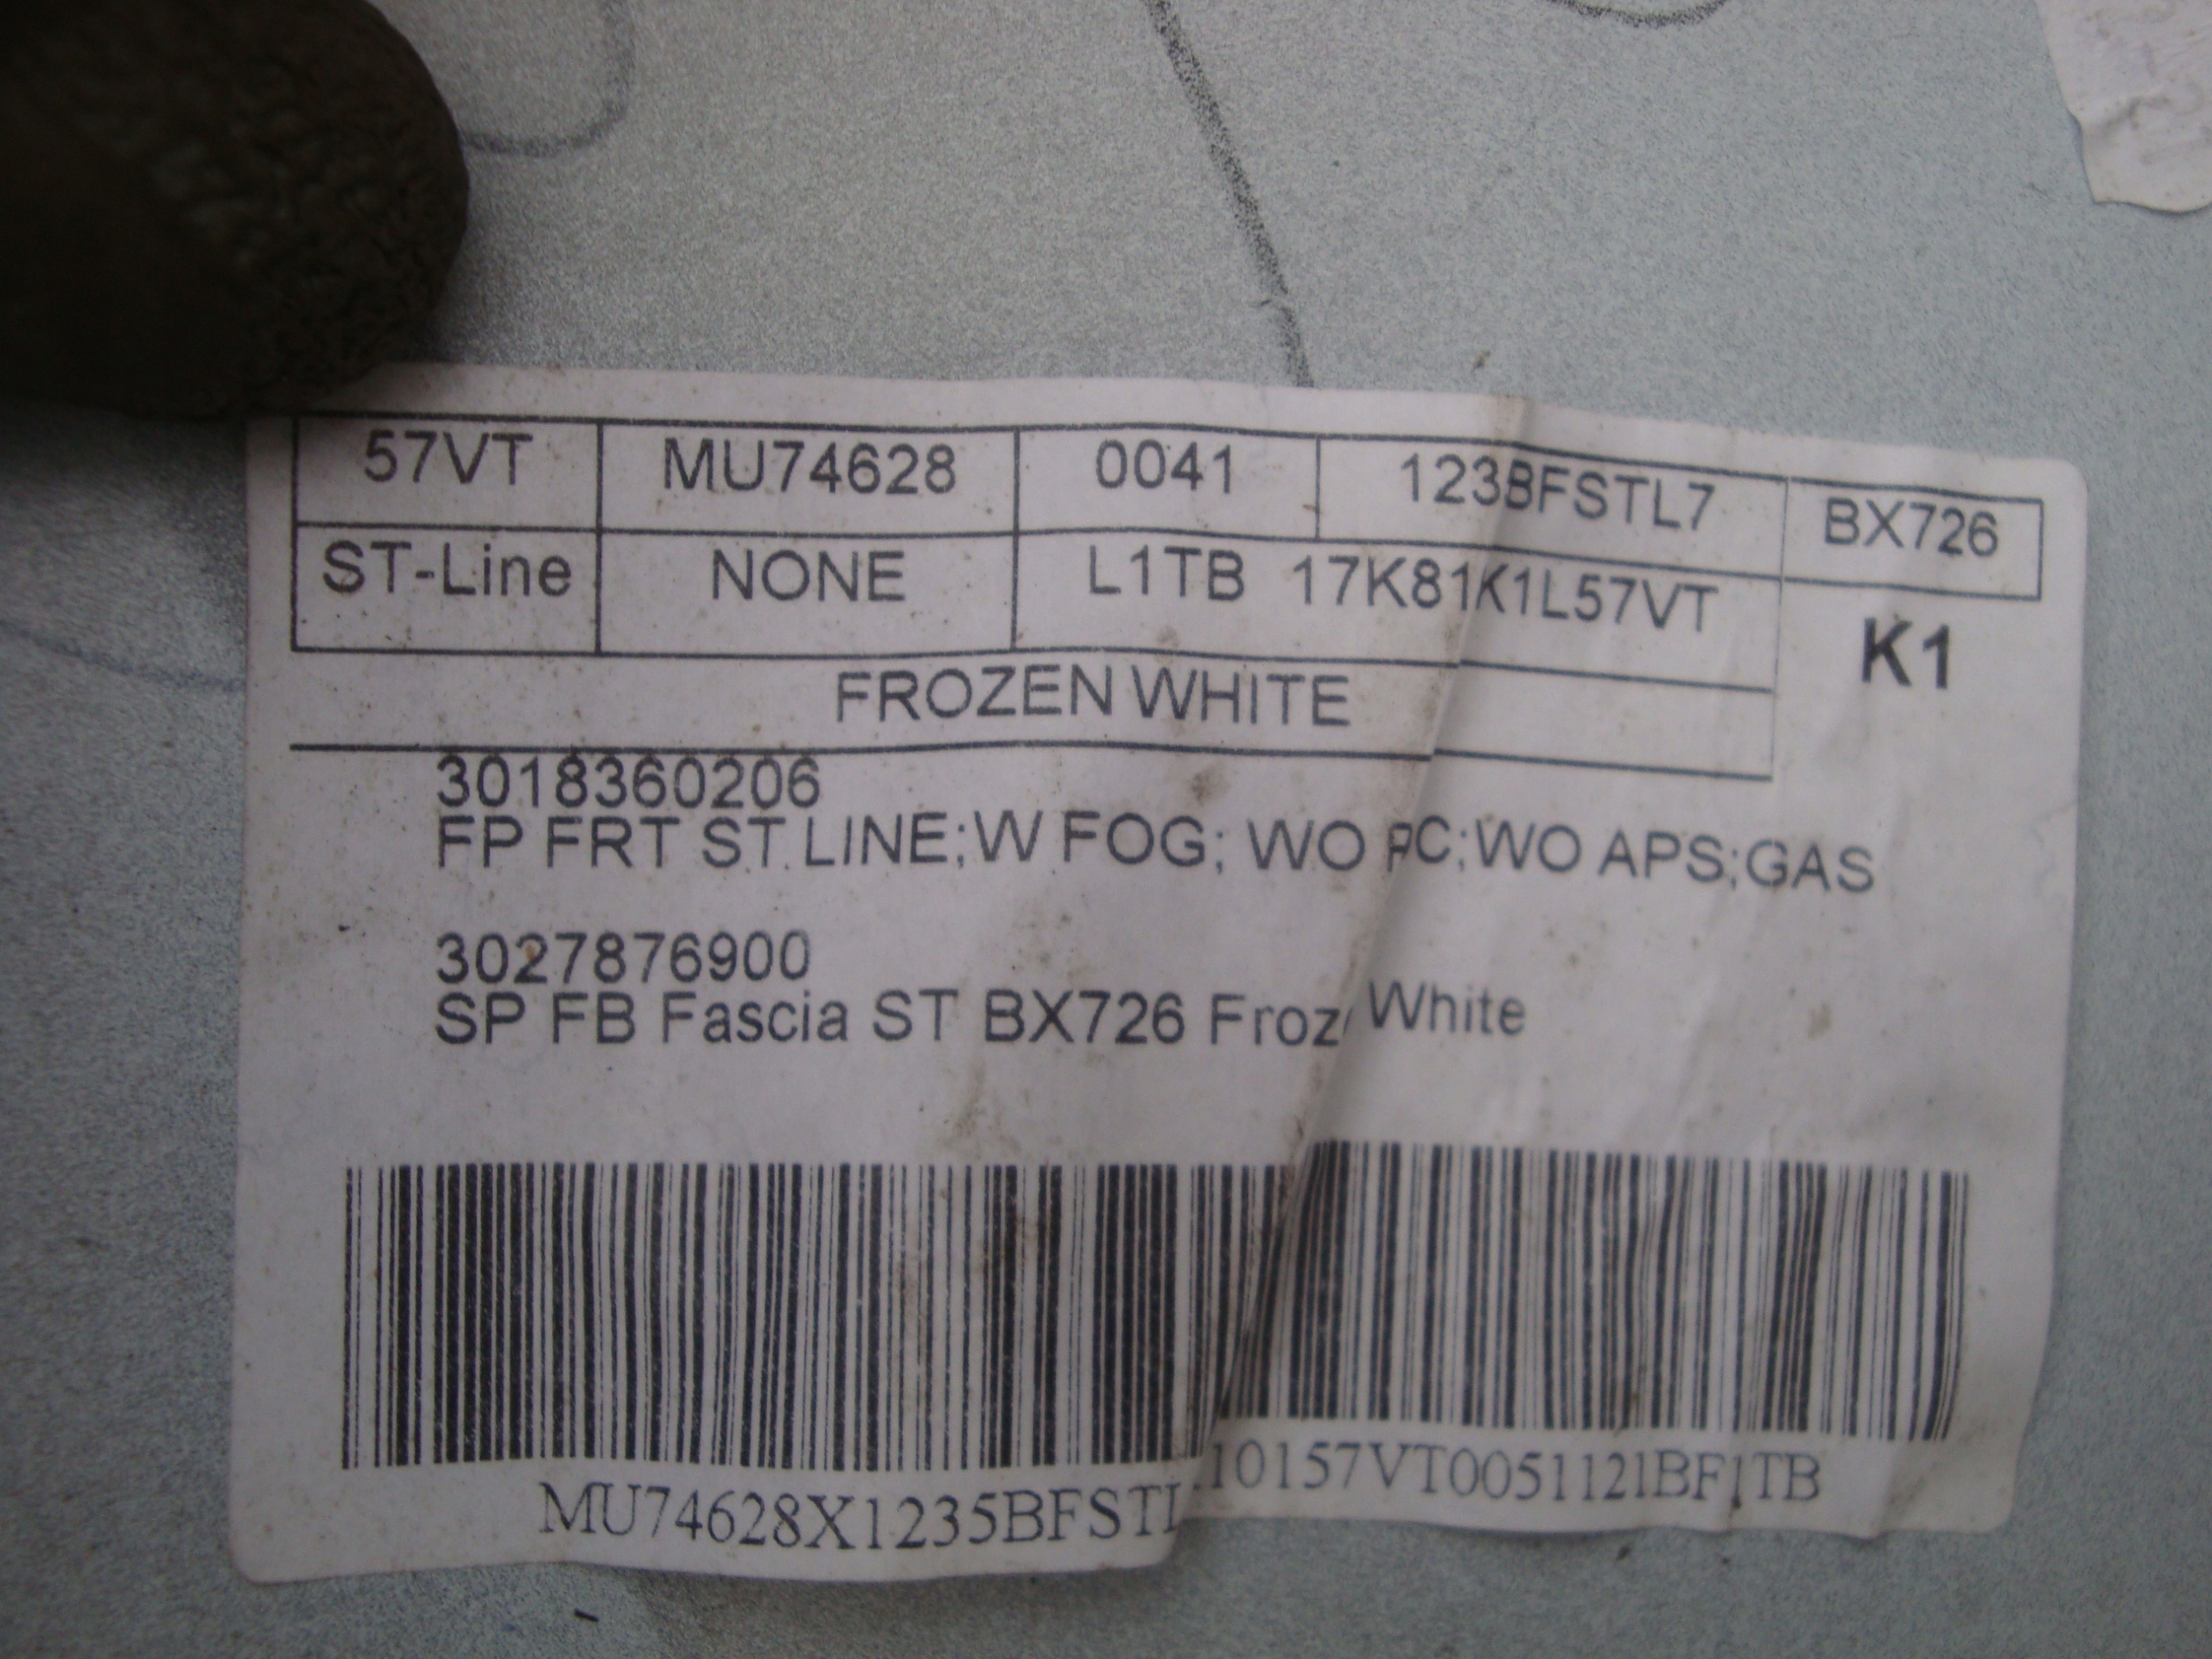 57VT MU74628 0041 123BFSTL7 BX726
ST-Line NONE L1TB 17K81K1L57VT
K1
FROZEN WHITE
3018360206
FP FRT ST LINE;W FOG; WO PC;WO APS;GAS
3027876900
SP FB Fascia ST BX726 Froz White
MU74628X1235BFSTL 10157VT0051121BF1TB